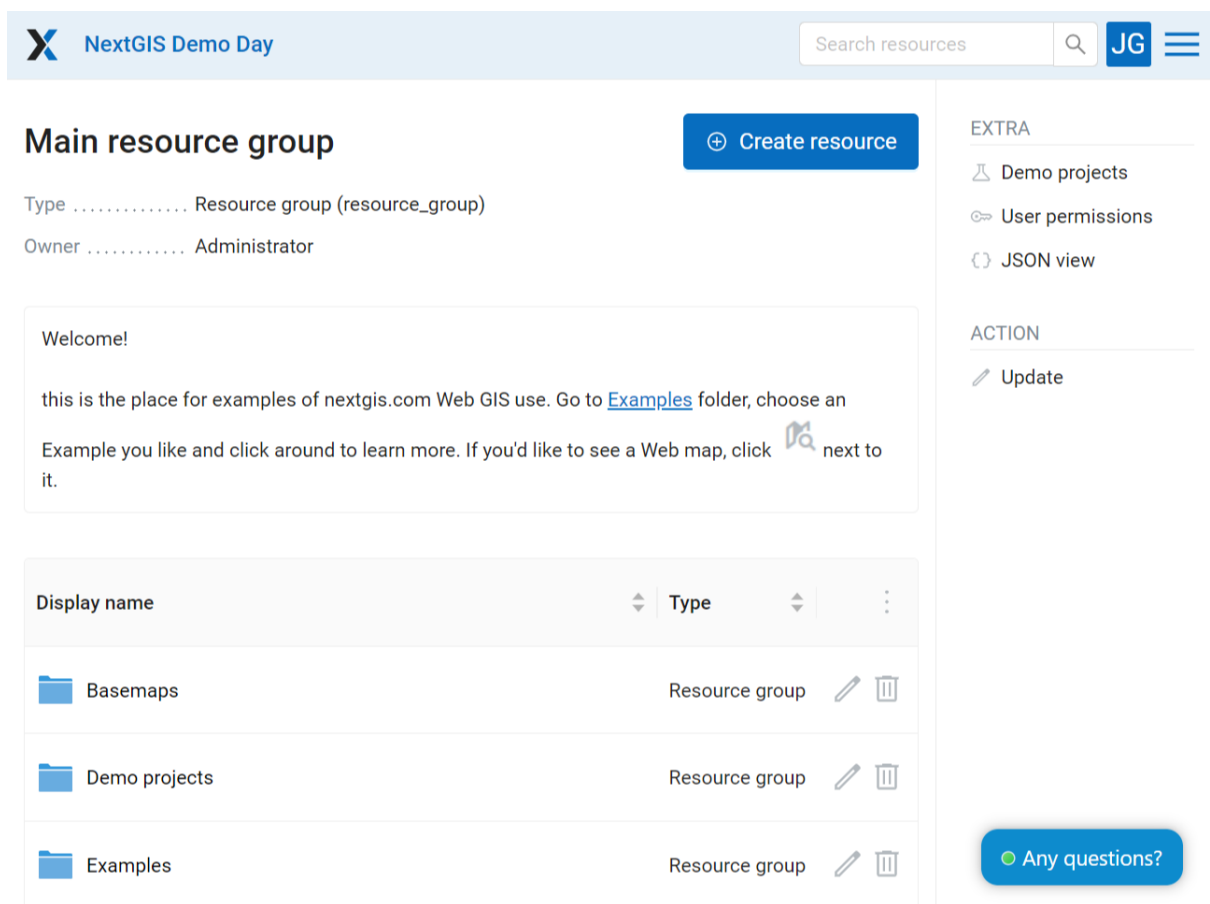 NextGIS Demo Day
Search resources
JG
Main resource group
Create resource
Type .............. Resource group (resource_group)
Owner ............ Administrator
Welcome!
this is the place for examples of nextgis.com Web GIS use. Go to Examples folder, choose an
Example you like and click around to learn more. If you'd like to see a Web map, click next to
it.
Display name Type
Basemaps Resource group
Demo projects Resource group
Examples Resource group
EXTRA
Demo projects
User permissions
JSON view
ACTION
Update
Any questions?